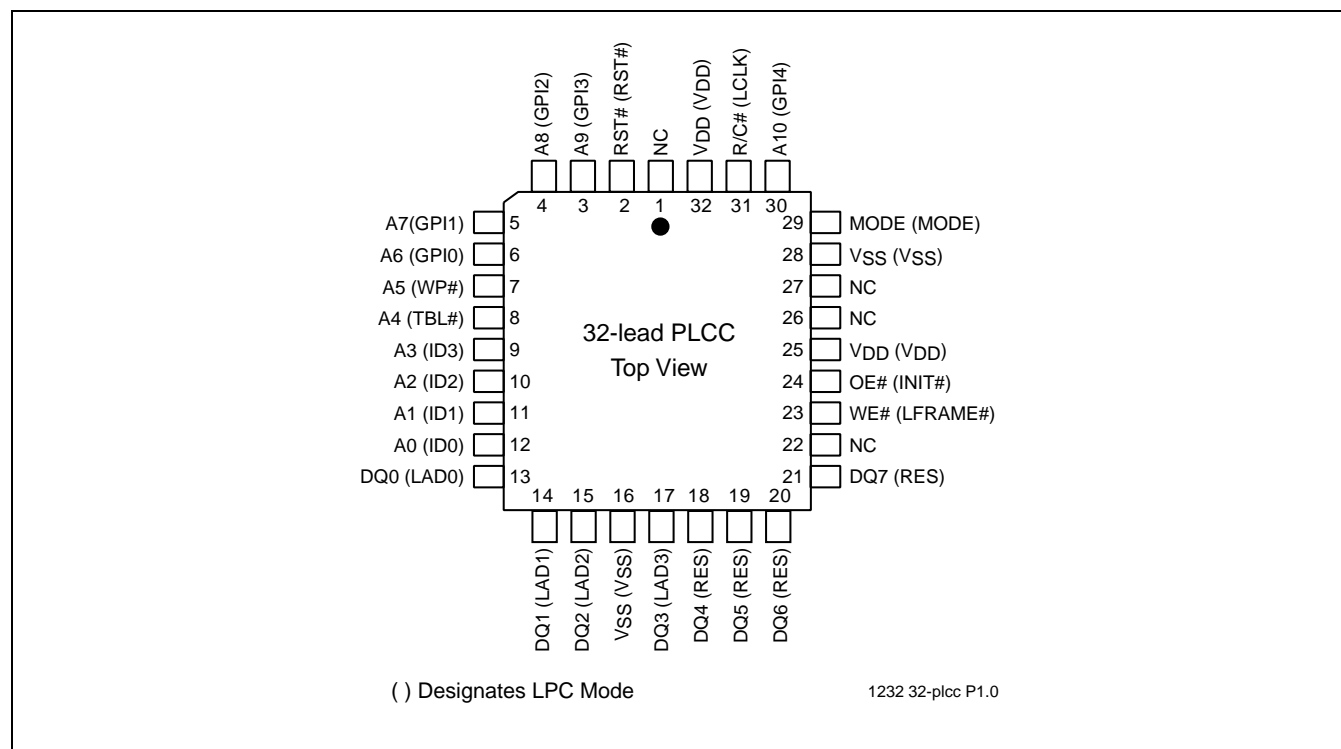 A8 (GPI2)
A9 (GPI3)
RST# (RST#)
NC
VDD (VDD)
R/C# (LCLK)
A10 (GPI4)
4
3
2
1
32
31
30
A7(GPI1)
5
A6 (GPI0)
6
A5 (WP#)
7
A4 (TBL#)
8
A3 (ID3)
9
A2 (ID2)
10
A1 (ID1)
11
A0 (ID0)
12
DQ0 (LAD0)
13
32-lead PLCC
Top View
29
MODE (MODE)
28
VSS (VSS)
27
NC
26
NC
25
VDD (VDD)
24
OE# (INIT#)
23
WE# (LFRAME#)
22
NC
21
DQ7 (RES)
14
15
16
17
18
19
20
DQ1 (LAD1)
DQ2 (LAD2)
VSS (VSS)
DQ3 (LAD3)
DQ4 (RES)
DQ5 (RES)
DQ6 (RES)
( ) Designates LPC Mode
1232 32-plcc P1.0